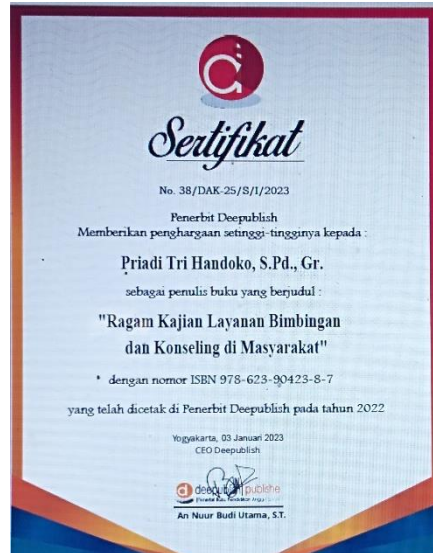 Sertifikat
No. 38/DAK-25/S/I/2023
Penerbit Deepublish
Memberikan penghargaan setinggi-tingginya kepada :
Priadi Tri Handoko, S.Pd., Gr.
sebagai penulis buku yang berjudul :
"Ragam Kajian Layanan Bimbingan
dan Konseling di Masyarakat"
dengan nomor ISBN 978-623-90423-8-7
yang telah dicetak di Penerbit Deepublish pada tahun 2022
Yogyakarta, 03 Januari 2023
CEO Deepublish
deepublish publishe
An Nuur Budi Utama, S.T.